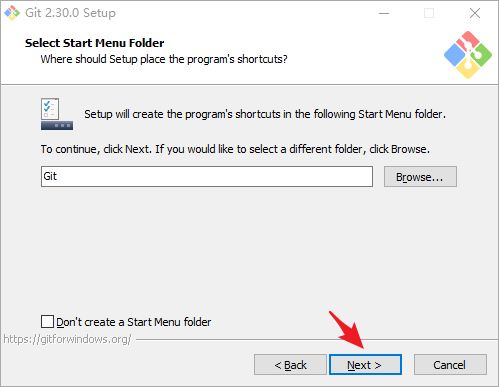 Git 2.30.0 Setup
Select Start Menu Folder
Where should Setup place the program's shortcuts?
Setup will create the program's shortcuts in the following Start Menu folder.
To continue, click Next. If you would like to select a different folder, click Browse.
Git
Browse...
Don't create a Start Menu folder
https://gitforwindows.org/
< Back
Next >
Cancel